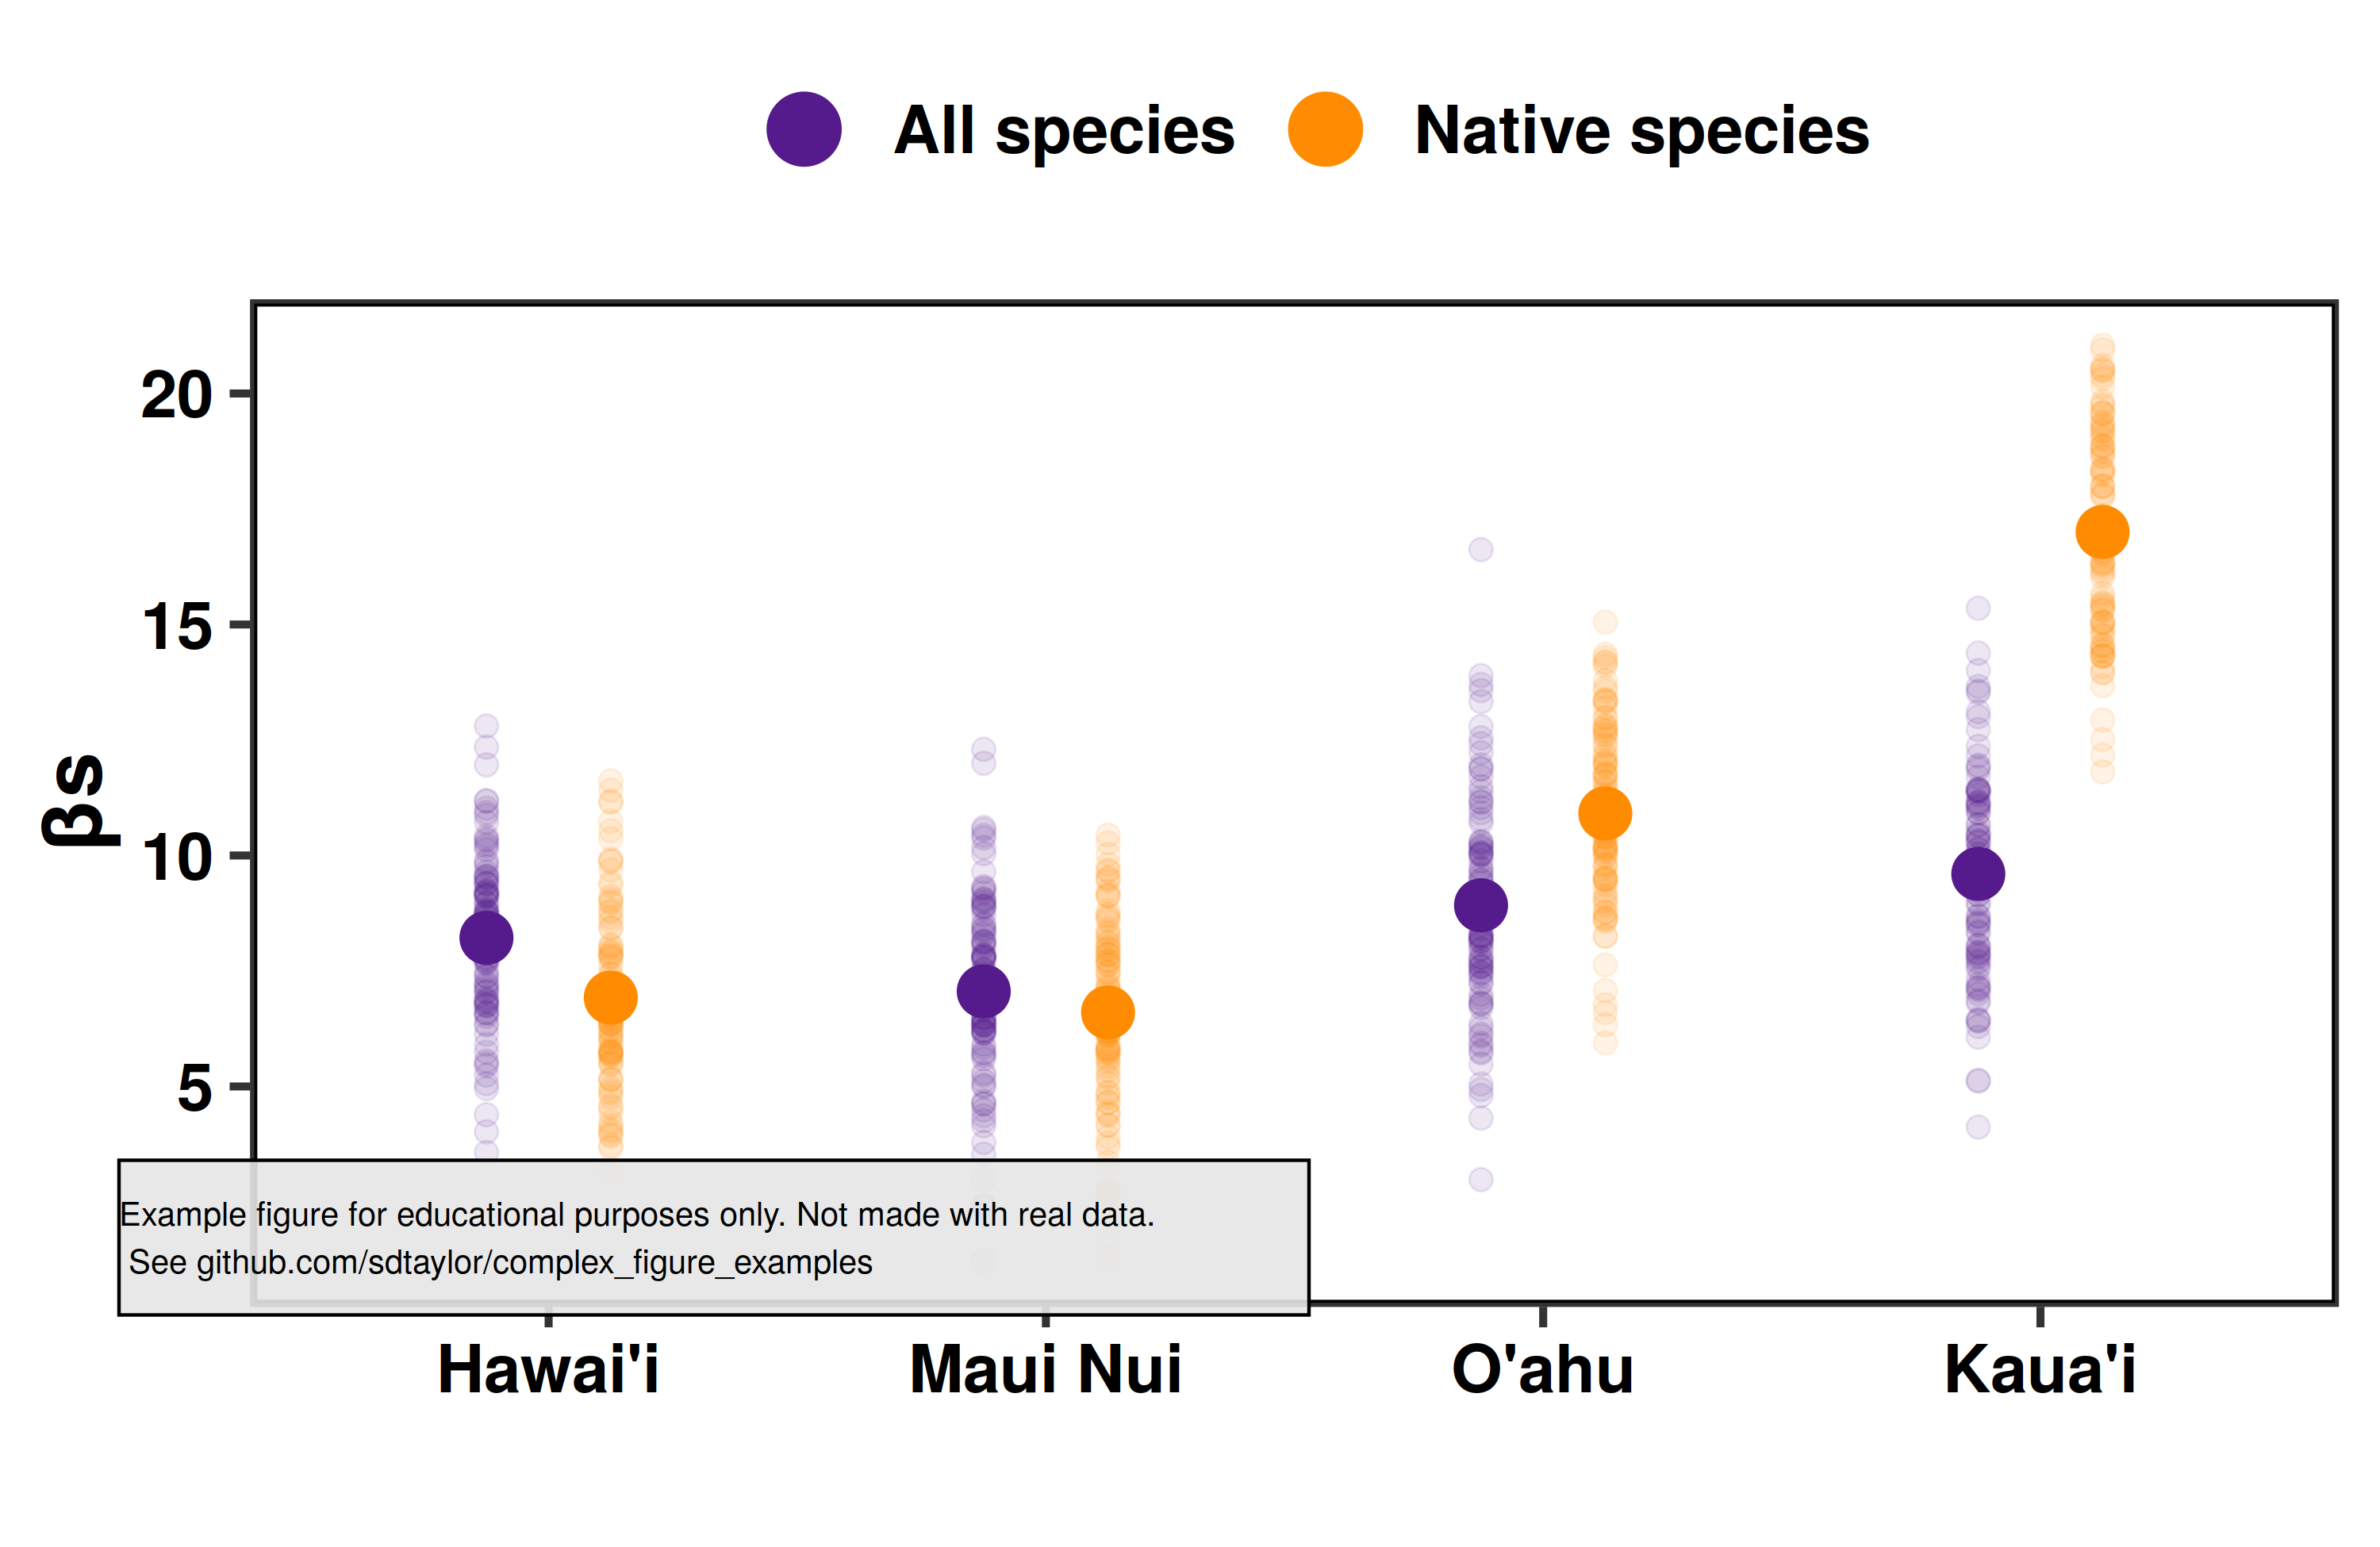 All species Native species
20
15
10
5
βs
Example figure for educational purposes only. Not made with real data.
See github.com/sdtaylor/complex_figure_examples
Hawai'i Maui Nui O'ahu Kaua'i